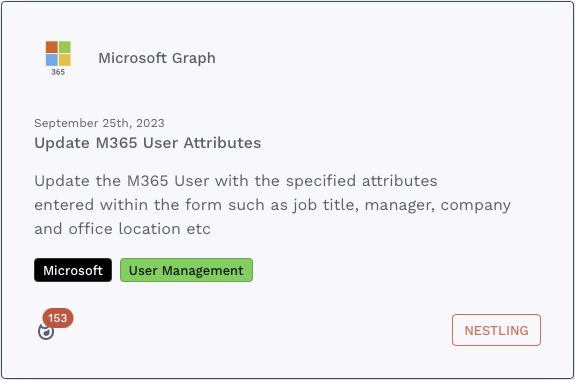 365
Microsoft Graph
September 25th, 2023
Update M365 User Attributes
Update the M365 User with the specified attributes
entered within the form such as job title, manager, company
and office location etc
Microsoft User Management
153
NESTLING